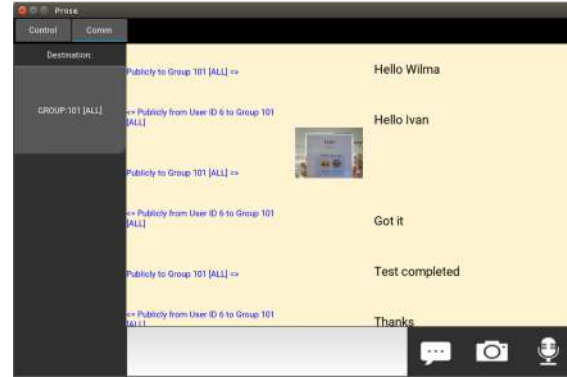 Prose
Control Comm
Destination:
GROUP:101 [ALL]
Publicly to Group 101 [ALL] =>
Hello Wilma
<= Publicly from User ID 6 to Group 101
[ALL]
Hello Ivan
Publicly to Group 101 [ALL] =>
<= Publicly from User ID 6 to Group 101
[ALL]
Got it
Publicly to Group 101 [ALL] =>
Test completed
<= Publicly from User ID 6 to Group 101
[ALL]
Thanks